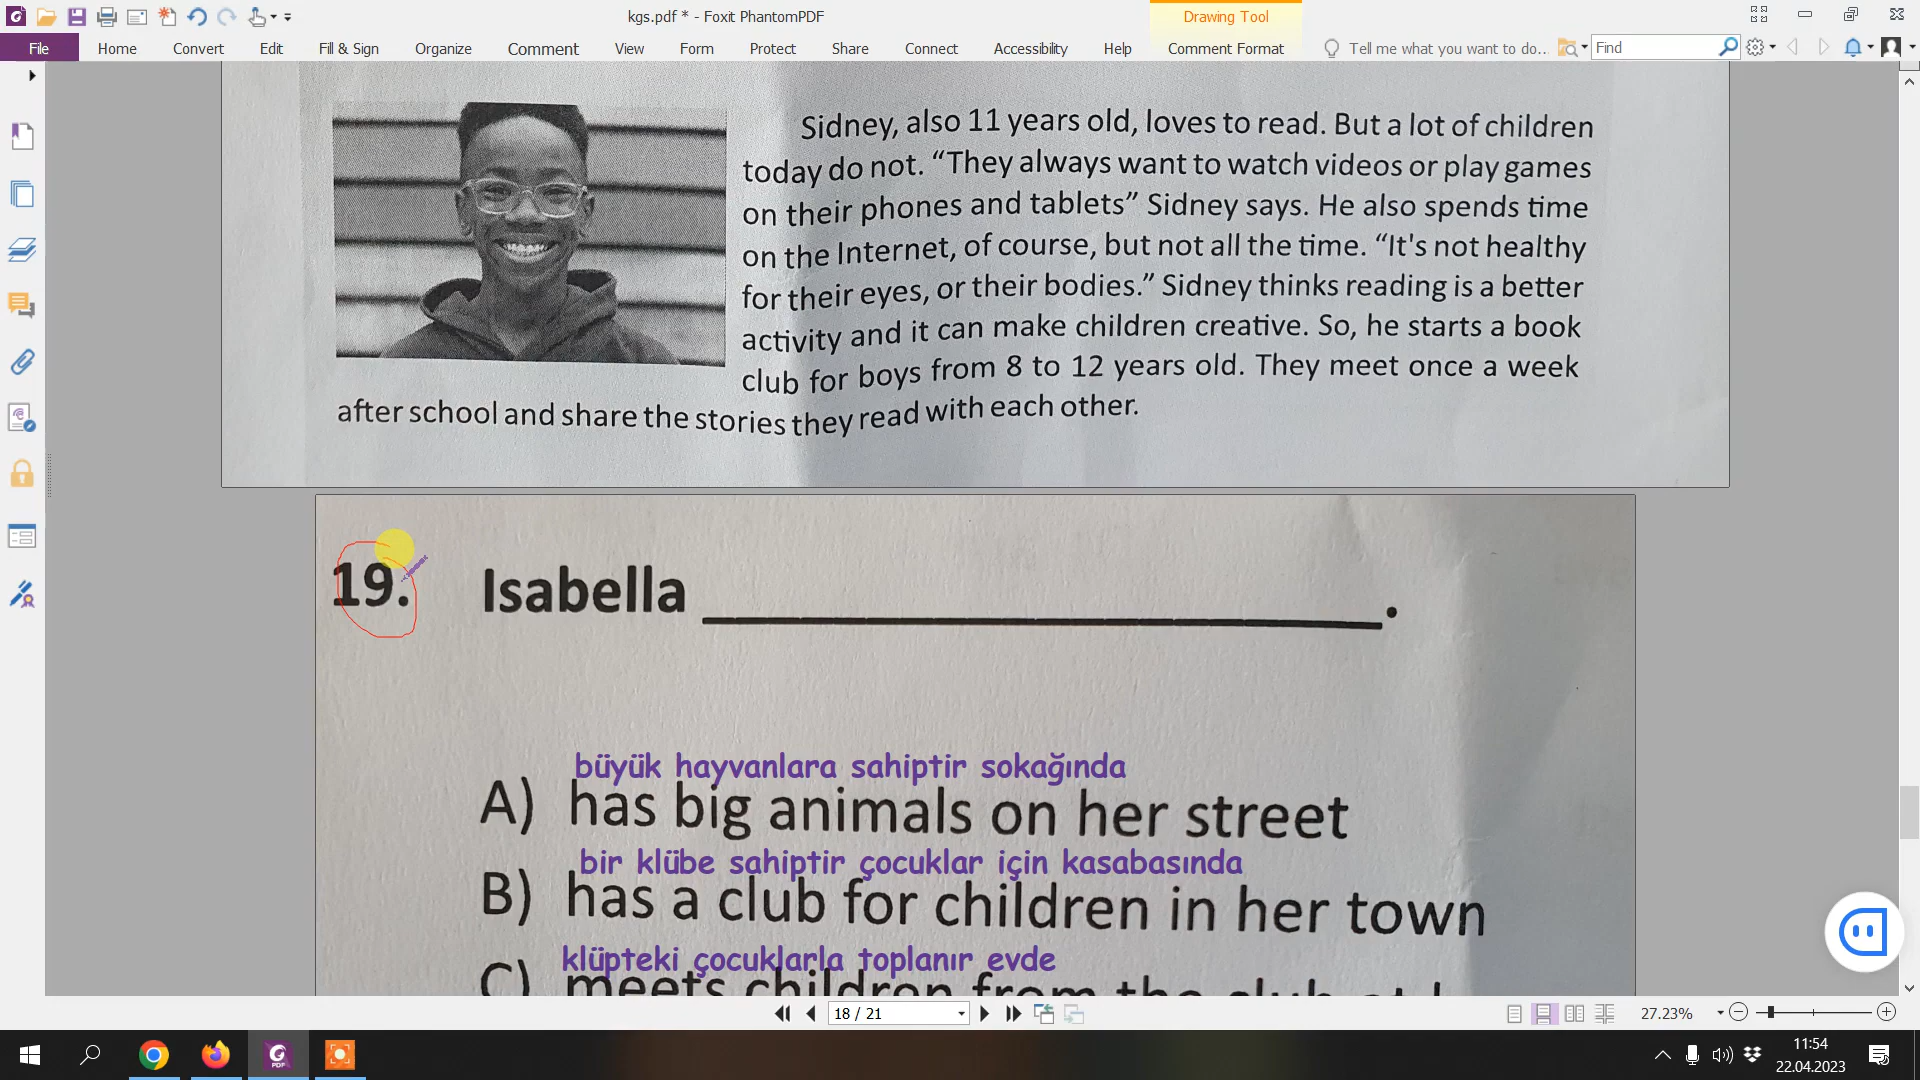 kgs.pdf * - Foxit PhantomPDF
Drawing Tool
File Home Convert Edit Fill & Sign Organize Comment View Form Protect Share Connect Accessibility Help Comment Format Tell me what you want to do.. Find
Sidney, also 11 years old, loves to read. But a lot of children
today do not. “They always want to watch videos or play games
on their phones and tablets” Sidney says. He also spends time
on the Internet, of course, but not all the time. “It's not healthy
for their eyes, or their bodies.” Sidney thinks reading is a better
activity and it can make children creative. So, he starts a book
club for boys from 8 to 12 years old. They meet once a week
after school and share the stories they read with each other.
19. Isabella ______________________.
büyük hayvanlara sahiptir sokağında
A) has big animals on her street
bir klübe sahiptir çocuklar için kasabasında
B) has a club for children in her town
klüpteki çocuklarla toplanır evde
C) meets children from the club at
18 / 21
27.23%
PDF
11:54
22.04.2023